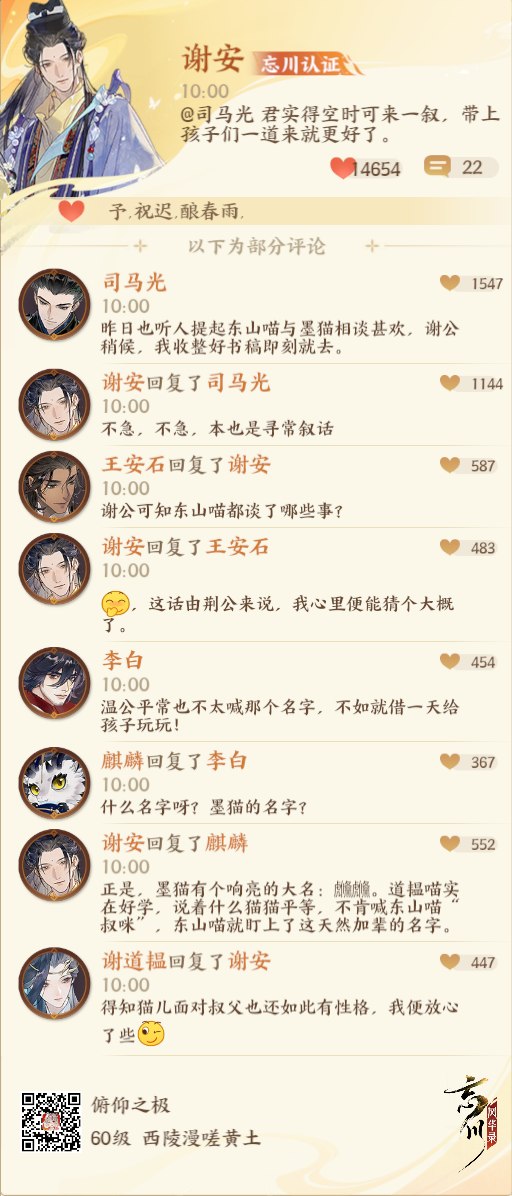 谢安 忘川认证
10:00
@司马光 君实得空时可来一叙，带上
孩子们一道来就更好了。
14654 22
予,祝迟,酿春雨,
以下为部分评论
司马光 1547
10:00
昨日也听人提起东山喵与墨猫相谈甚欢，谢公
稍候，我收整好书稿即刻就去。
谢安回复了司马光 1144
10:00
不急，不急，本也是寻常叙话
王安石回复了谢安 587
10:00
谢公可知东山喵都谈了哪些事？
谢安回复了王安石 483
10:00
，这话由荆公来说，我心里便能猜个大概
了。
李白 454
10:00
温公平常也不太喊那个名字，不如就借一天给
孩子玩玩！
麒麟回复了李白 367
10:00
什么名字呀？墨猫的名字？
谢安回复了麒麟 552
10:00
正是，墨猫有个响亮的大名：。道韫喵实
在好学，说着什么猫猫平等，不肯喊东山喵“
叔咪”，东山喵就盯上了这天然加辈的名字。
谢道韫回复了谢安 447
10:00
得知猫儿面对叔父也还如此有性格，我便放心
了些
俯仰之极
60级 西陵漫嗟黄土
忘川
风华录